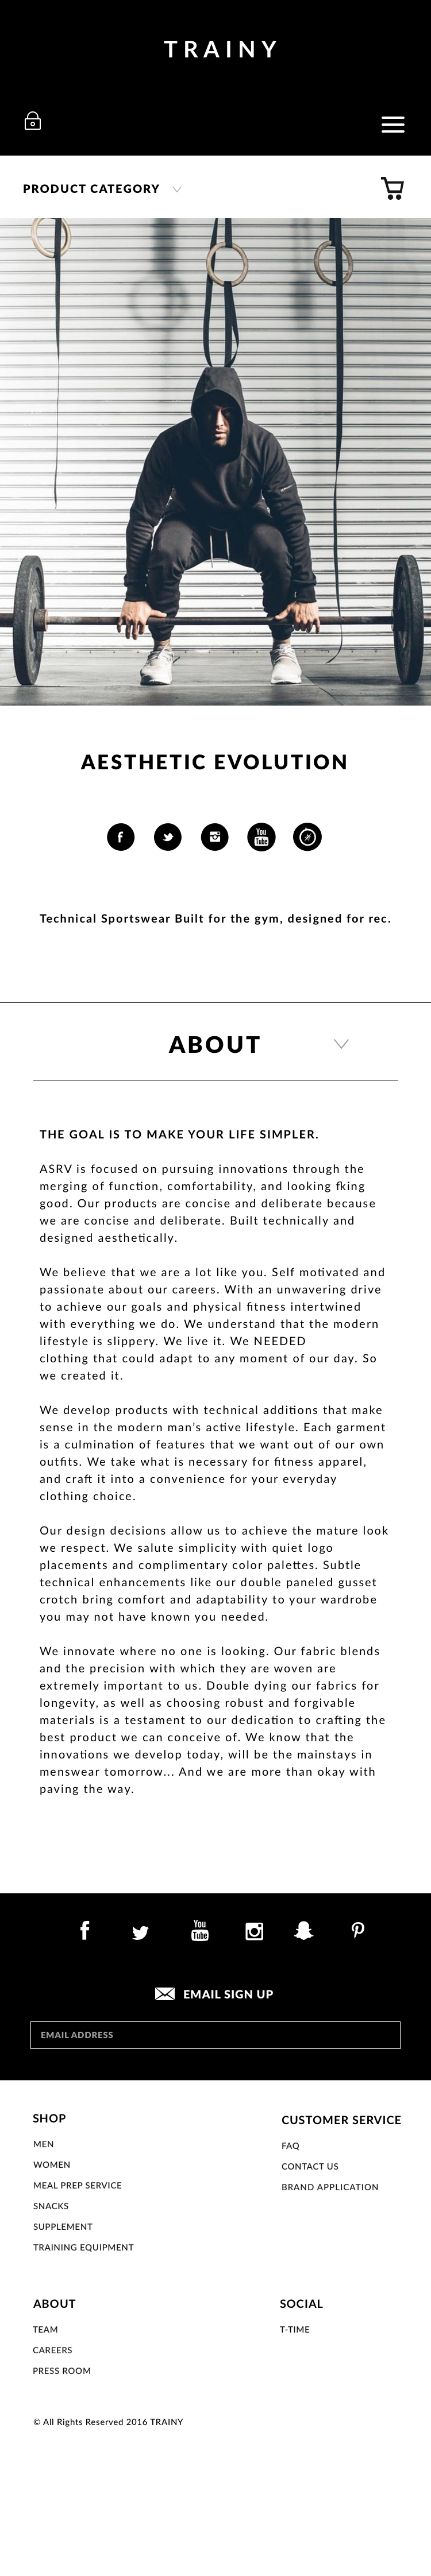 TRAINY
PRODUCT CATEGORY
AESTHETIC EVOLUTION
f
You
Tube
Technical Sportswear Built for the gym, designed for rec.
ABOUT
THE GOAL IS TO MAKE YOUR LIFE SIMPLER.
ASRV is focused on pursuing innovations through the
merging of function, comfortability, and looking fking
good. Our products are concise and deliberate because
we are concise and deliberate. Built technically and
designed aesthetically.
We believe that we are a lot like you. Self motivated and
passionate about our careers. With an unwavering drive
to achieve our goals and physical fitness intertwined
with everything we do. We understand that the modern
lifestyle is slippery. We live it. We NEEDED
clothing that could adapt to any moment of our day. So
we created it.
We develop products with technical additions that make
sense in the modern man's active lifestyle. Each garment
is a culmination of features that we want out of our own
outfits. We take what is necessary for fitness apparel,
and craft it into a convenience for your everyday
clothing choice.
Our design decisions allow us to achieve the mature look
we respect. We salute simplicity with quiet logo
placements and complimentary color palettes. Subtle
technical enhancements like our double paneled gusset
crotch bring comfort and adaptability to your wardrobe
you may not have known you needed.
We innovate where no one is looking. Our fabric blends
and the precision with which they are woven are
extremely important to us. Double dying our fabrics for
longevity, as well as choosing robust and forgivable
materials is a testament to our dedication to crafting the
best product we can conceive of. We know that the
innovations we develop today, will be the mainstays in
menswear tomorrow... And we are more than okay with
paving the way.
f
You
Tube
EMAIL SIGN UP
EMAIL ADDRESS
SHOP
MEN
WOMEN
MEAL PREP SERVICE
SNACKS
SUPPLEMENT
TRAINING EQUIPMENT
CUSTOMER SERVICE
FAQ
CONTACT US
BRAND APPLICATION
ABOUT
TEAM
CAREERS
PRESS ROOM
SOCIAL
T-TIME
© All Rights Reserved 2016 TRAINY